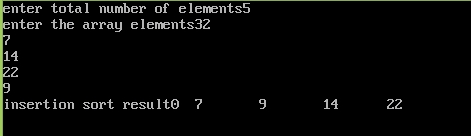 enter total number of elements5
enter the array elements32
7
14
22
9
insertion sort result0 7 9 14 22